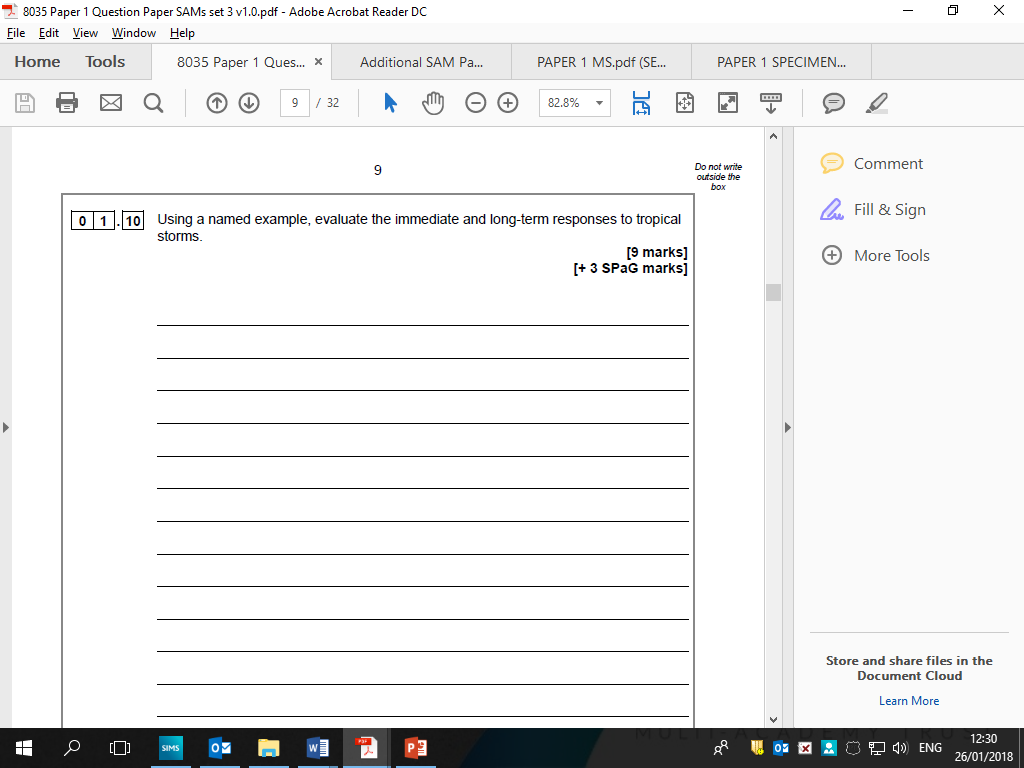 8035 Paper 1 Question Paper SAMs set 3 v1.0.pdf - Adobe Acrobat Reader DC
File Edit View Window Help
Home Tools 8035 Paper 1 Ques... × Additional SAM Pa... PAPER 1 MS.pdf (SE... PAPER 1 SPECIMEN...
9 / 32 82.8%
9
Do not write
outside the
box
0 1 . 10 Using a named example, evaluate the immediate and long-term responses to tropical
storms.
[9 marks]
[+ 3 SPaG marks]
Comment
Fill & Sign
More Tools
Store and share files in the
Document Cloud
Learn More
MULTI ACADEMY TRUS
SIMS
ENG
12:30
26/01/2018